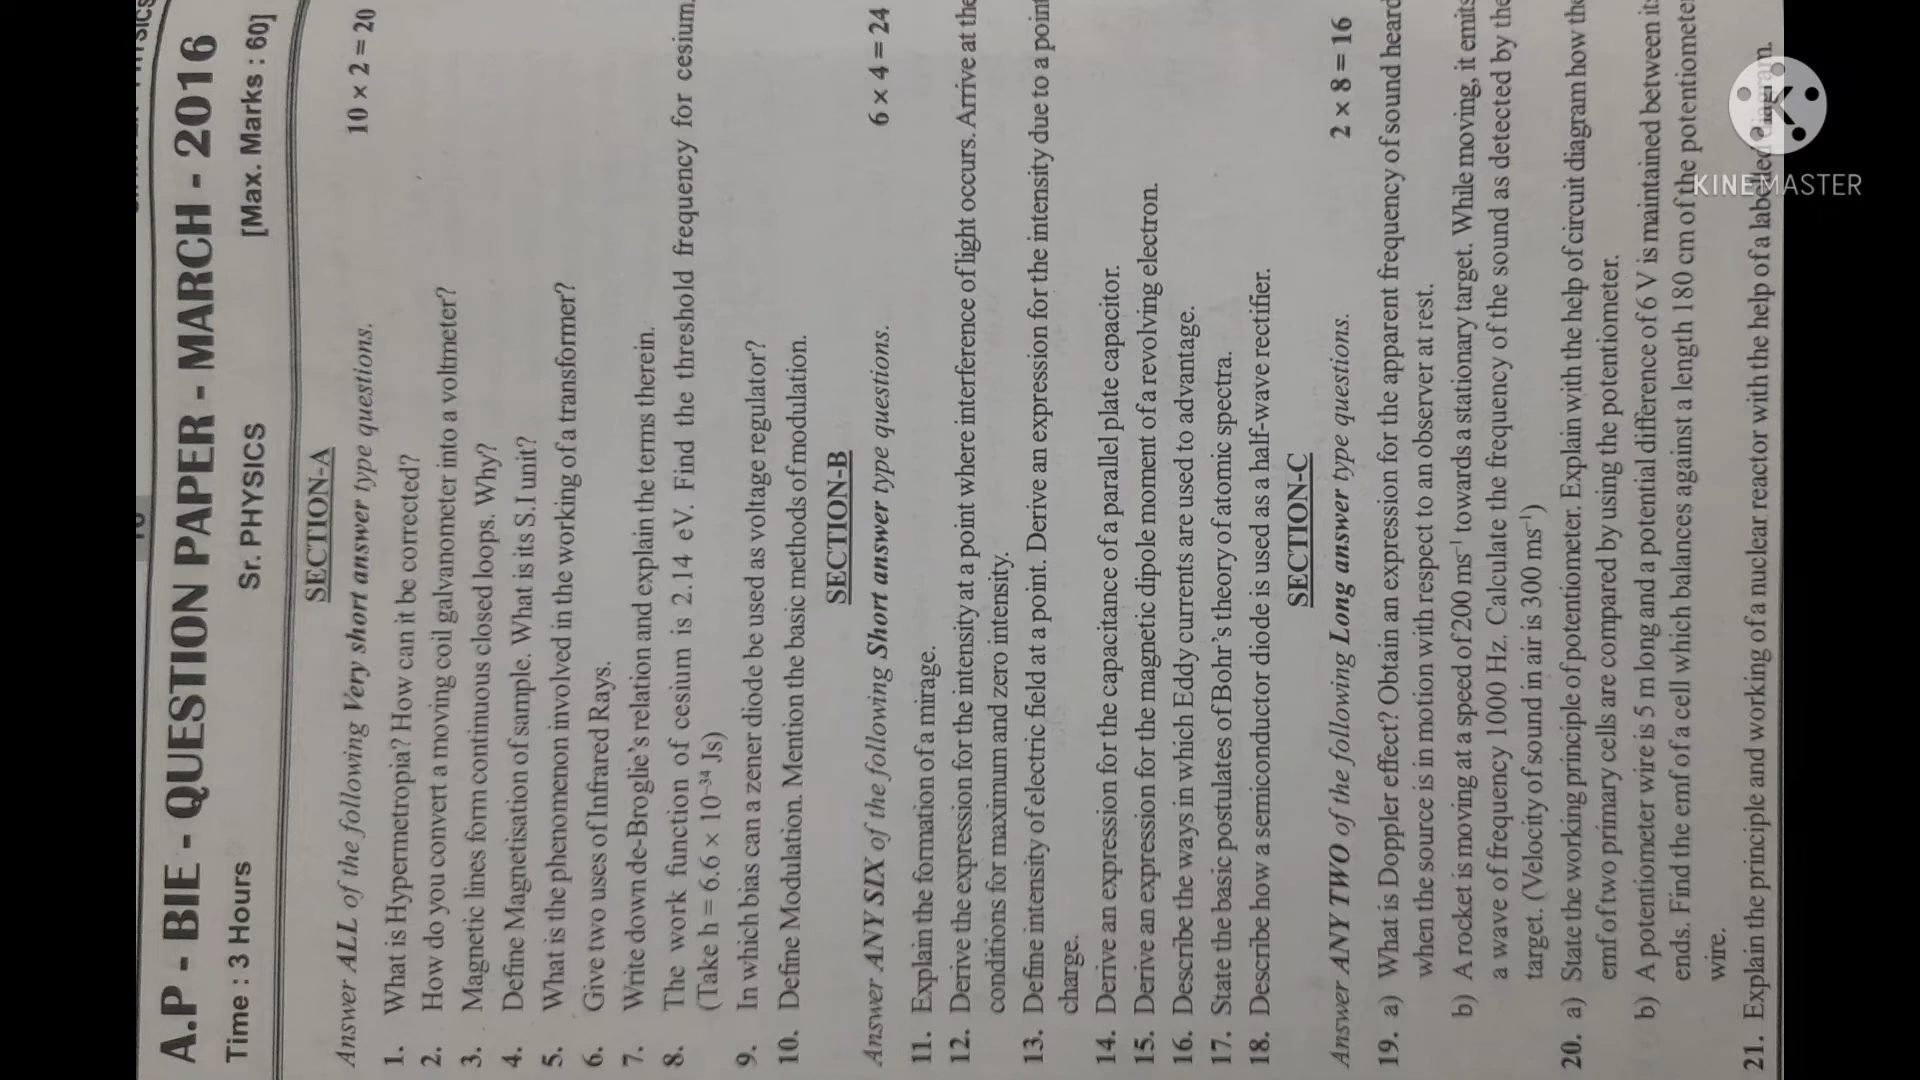 A.P - BIE - QUESTION PAPER - MARCH - 2016
Time : 3 Hours Sr. PHYSICS [Max. Marks : 60]
SECTION-A
Answer ALL of the following Very short answer type questions. 10 × 2 = 20
1. What is Hypermetropia? How can it be corrected?
2. How do you convert a moving coil galvanometer into a voltmeter?
3. Magnetic lines form continuous closed loops. Why?
4. Define Magnetisation of sample. What is its S.I unit?
5. What is the phenomenon involved in the working of a transformer?
6. Give two uses of Infrared Rays.
7. Write down de-Broglie's relation and explain the terms therein.
8. The work function of cesium is 2.14 eV. Find the threshold frequency for cesium.
(Take h = 6.6 × 10⁻³⁴ Js)
9. In which bias can a zener diode be used as voltage regulator?
10. Define Modulation. Mention the basic methods of modulation.
SECTION-B
Answer ANY SIX of the following Short answer type questions. 6 × 4 = 24
11. Explain the formation of a mirage.
12. Derive the expression for the intensity at a point where interference of light occurs. Arrive at the
conditions for maximum and zero intensity.
13. Define intensity of electric field at a point. Derive an expression for the intensity due to a point
charge.
14. Derive an expression for the capacitance of a parallel plate capacitor.
15. Derive an expression for the magnetic dipole moment of a revolving electron.
16. Describe the ways in which Eddy currents are used to advantage.
17. State the basic postulates of Bohr's theory of atomic spectra.
18. Describe how a semiconductor diode is used as a half-wave rectifier.
SECTION-C
Answer ANY TWO of the following Long answer type questions. 2 × 8 = 16
19. a) What is Doppler effect? Obtain an expression for the apparent frequency of sound heard
when the source is in motion with respect to an observer at rest.
b) A rocket is moving at a speed of 200 ms⁻¹ towards a stationary target. While moving, it emits
a wave of frequency 1000 Hz. Calculate the frequency of the sound as detected by the
target. (Velocity of sound in air is 300 ms⁻¹)
20. a) State the working principle of potentiometer. Explain with the help of circuit diagram how the
emf of two primary cells are compared by using the potentiometer.
b) A potentiometer wire is 5 m long and a potential difference of 6 V is maintained between its
ends. Find the emf of a cell which balances against a length 180 cm of the potentiometer
wire.
21. Explain the principle and working of a nuclear reactor with the help of a labelled diagram.
KINEMASTER